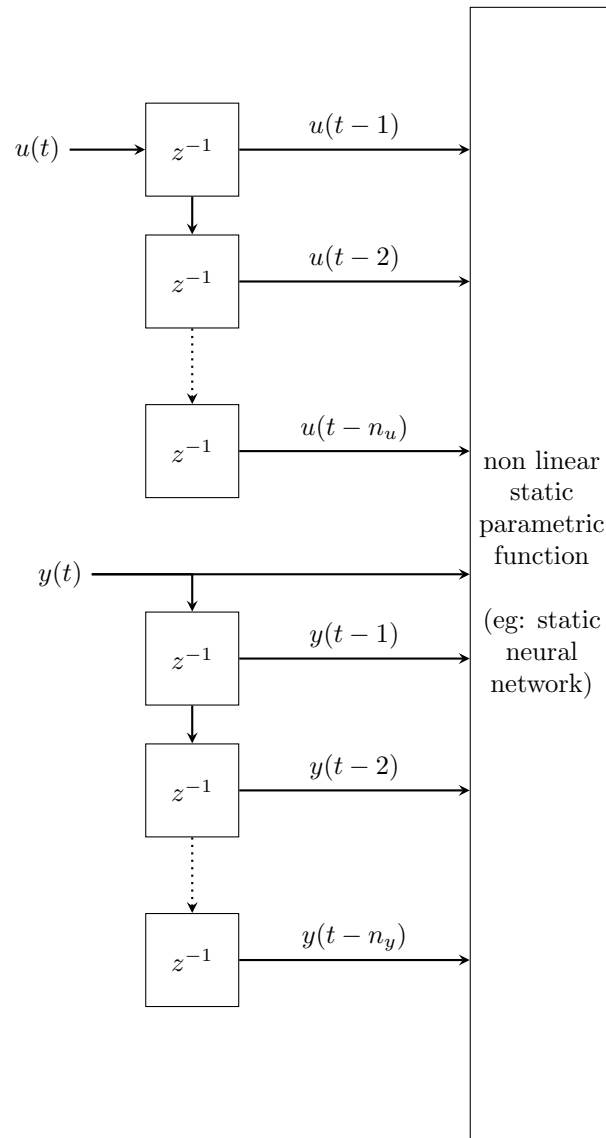 u(t)
z⁻¹
u(t − 1)
z⁻¹
u(t − 2)
z⁻¹
u(t − n_u)
y(t)
z⁻¹
y(t − 1)
z⁻¹
y(t − 2)
z⁻¹
y(t − n_y)
non linear
static
parametric
function
(eg: static
neural
network)